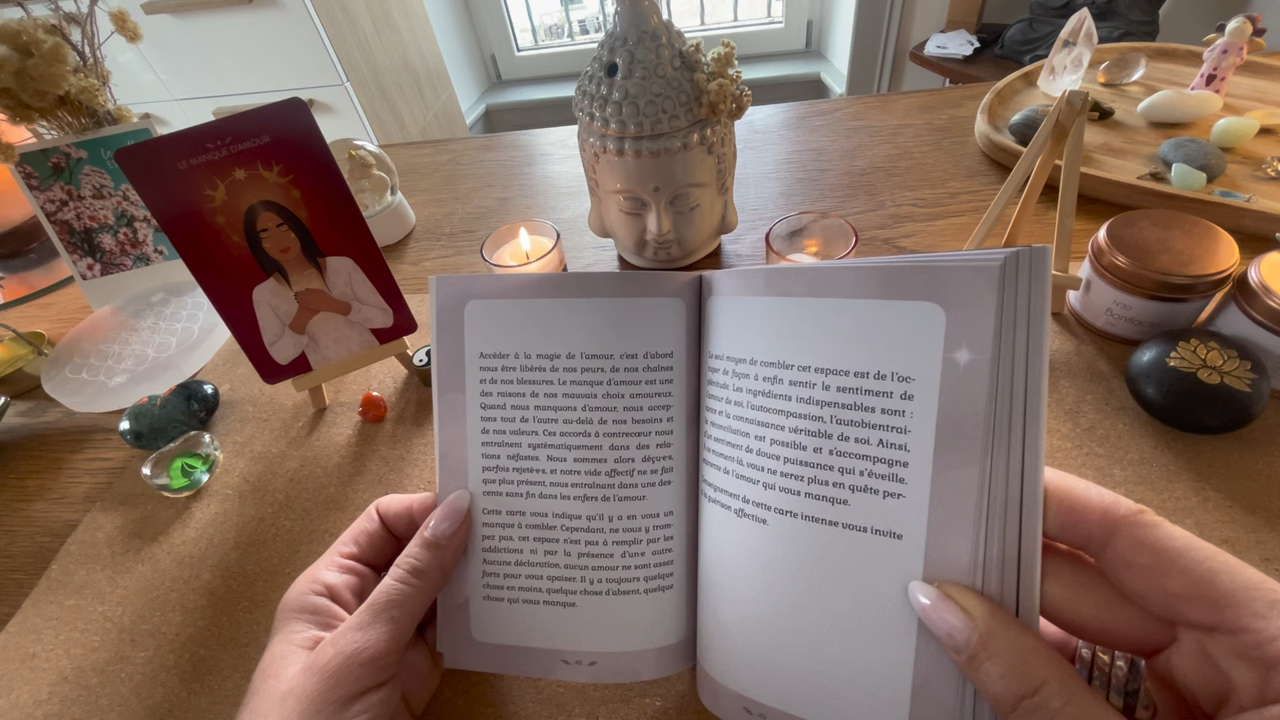 LE MANQUE D'AMOUR
Accéder à la magie de l'amour, c'est d'abord
nous être libérés de nos peurs, de nos chaînes
et de nos blessures. Le manque d'amour est une
des raisons de nos mauvais choix amoureux.
Quand nous manquons d'amour, nous accep-
tons tout de l'autre au-delà de nos besoins et
de nos valeurs. Ces accords à contrecœur nous
entraînent systématiquement dans des rela-
tions néfastes. Nous sommes alors déçu·e·s,
parfois rejeté·e·s, et notre vide affectif ne se fait
que plus présent, nous entraînant dans une des-
cente sans fin dans les enfers de l'amour.
Cette carte vous indique qu'il y a en vous un
manque à combler. Cependant, ne vous y trom-
pez pas, cet espace n'est pas à remplir par les
addictions ni par la présence d'un·e autre.
Aucune déclaration, aucun amour ne sont assez
forts pour vous apaiser. Il y a toujours quelque
chose en moins, quelque chose d'absent, quelque
chose qui vous manque.
Le seul moyen de combler cet espace est de l'oc-
cuper de façon à enfin sentir le sentiment de
plénitude. Les ingrédients indispensables sont :
l'amour de soi, l'autocompassion, l'autobientrai-
tance et la connaissance véritable de soi. Ainsi,
la réconciliation est possible et s'accompagne
d'un sentiment de douce puissance qui s'éveille.
À ce moment-là, vous ne serez plus en quête per-
manente de l'amour qui vous manque.
L'enseignement de cette carte intense vous invite
à la guérison affective.